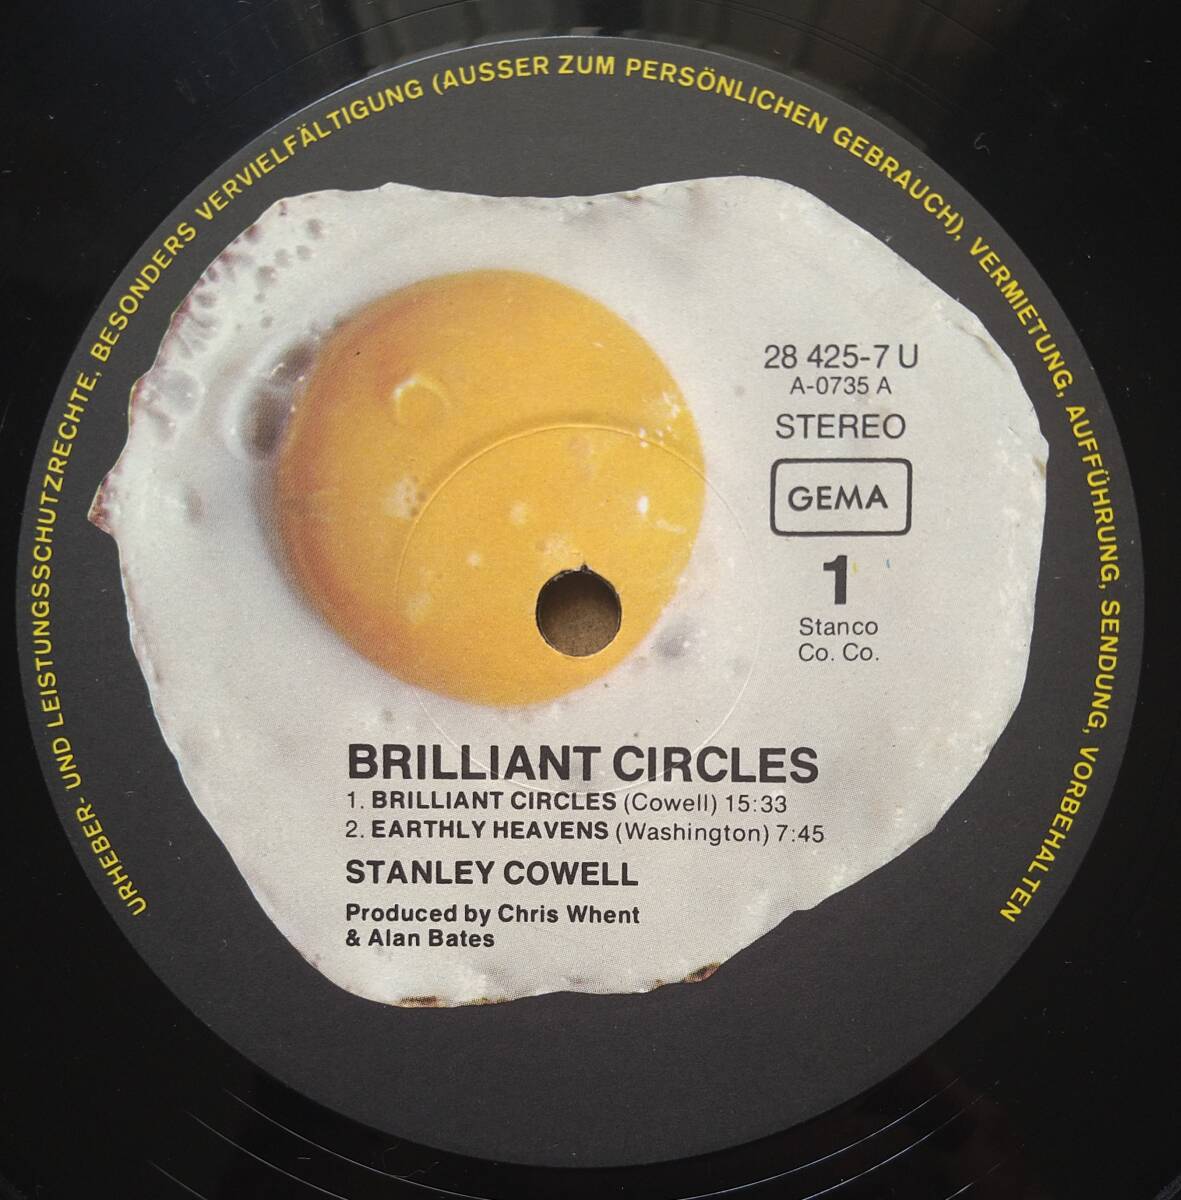 URHEBER- UND LEISTUNGSSCHUTZRECHTE, BESONDERS VERVIELFÄLTIGUNG (AUSSER ZUM PERSÖNLICHEN GEBRAUCH), VERMIETUNG, AUFFÜHRUNG, SENDUNG, VORBEHALTEN
28 425-7 U
A-0735 A
STEREO
GEMA
1
Stanco
Co. Co.
BRILLIANT CIRCLES
1. BRILLIANT CIRCLES (Cowell) 15:33
2. EARTHLY HEAVENS (Washington) 7:45
STANLEY COWELL
Produced by Chris Whent
& Alan Bates